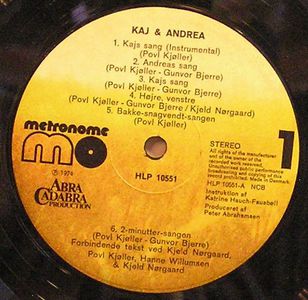 KAJ & ANDREA
1. Kajs sang (Instrumental)
(Povl Kjøller)
2. Andreas sang
(Povl Kjøller - Gunvor Bjerre)
3. Kajs sang
(Povl Kjøller)
4. Højre, venstre
(Povl Kjøller - Gunvor Bjerre / Kjeld Nørgaard)
5. Bakke-snagvendt-sangen
(Povl Kjøller)
metronome
mo
℗ 1974
ABRA
CADABRA
PRODUCTION
HLP 10551
STEREO
1
All rights of the manufacturer
and of the owner of the
recorded work reserved.
Unauthorised public performance
broadcasting and copying of this
record prohibited. Made in Denmark.
HLP 10551-A NCB
Instruktion af
Katrine Hauch-Fausbøll
Produceret af
Peter Abrahamsen
6. 2-minutter-sangen
(Povl Kjøller - Gunvor Bjerre)
Forbindende tekst ved Kjeld Nørgaard,
Povl Kjøller, Hanne Willumsen
& Kjeld Nørgaard